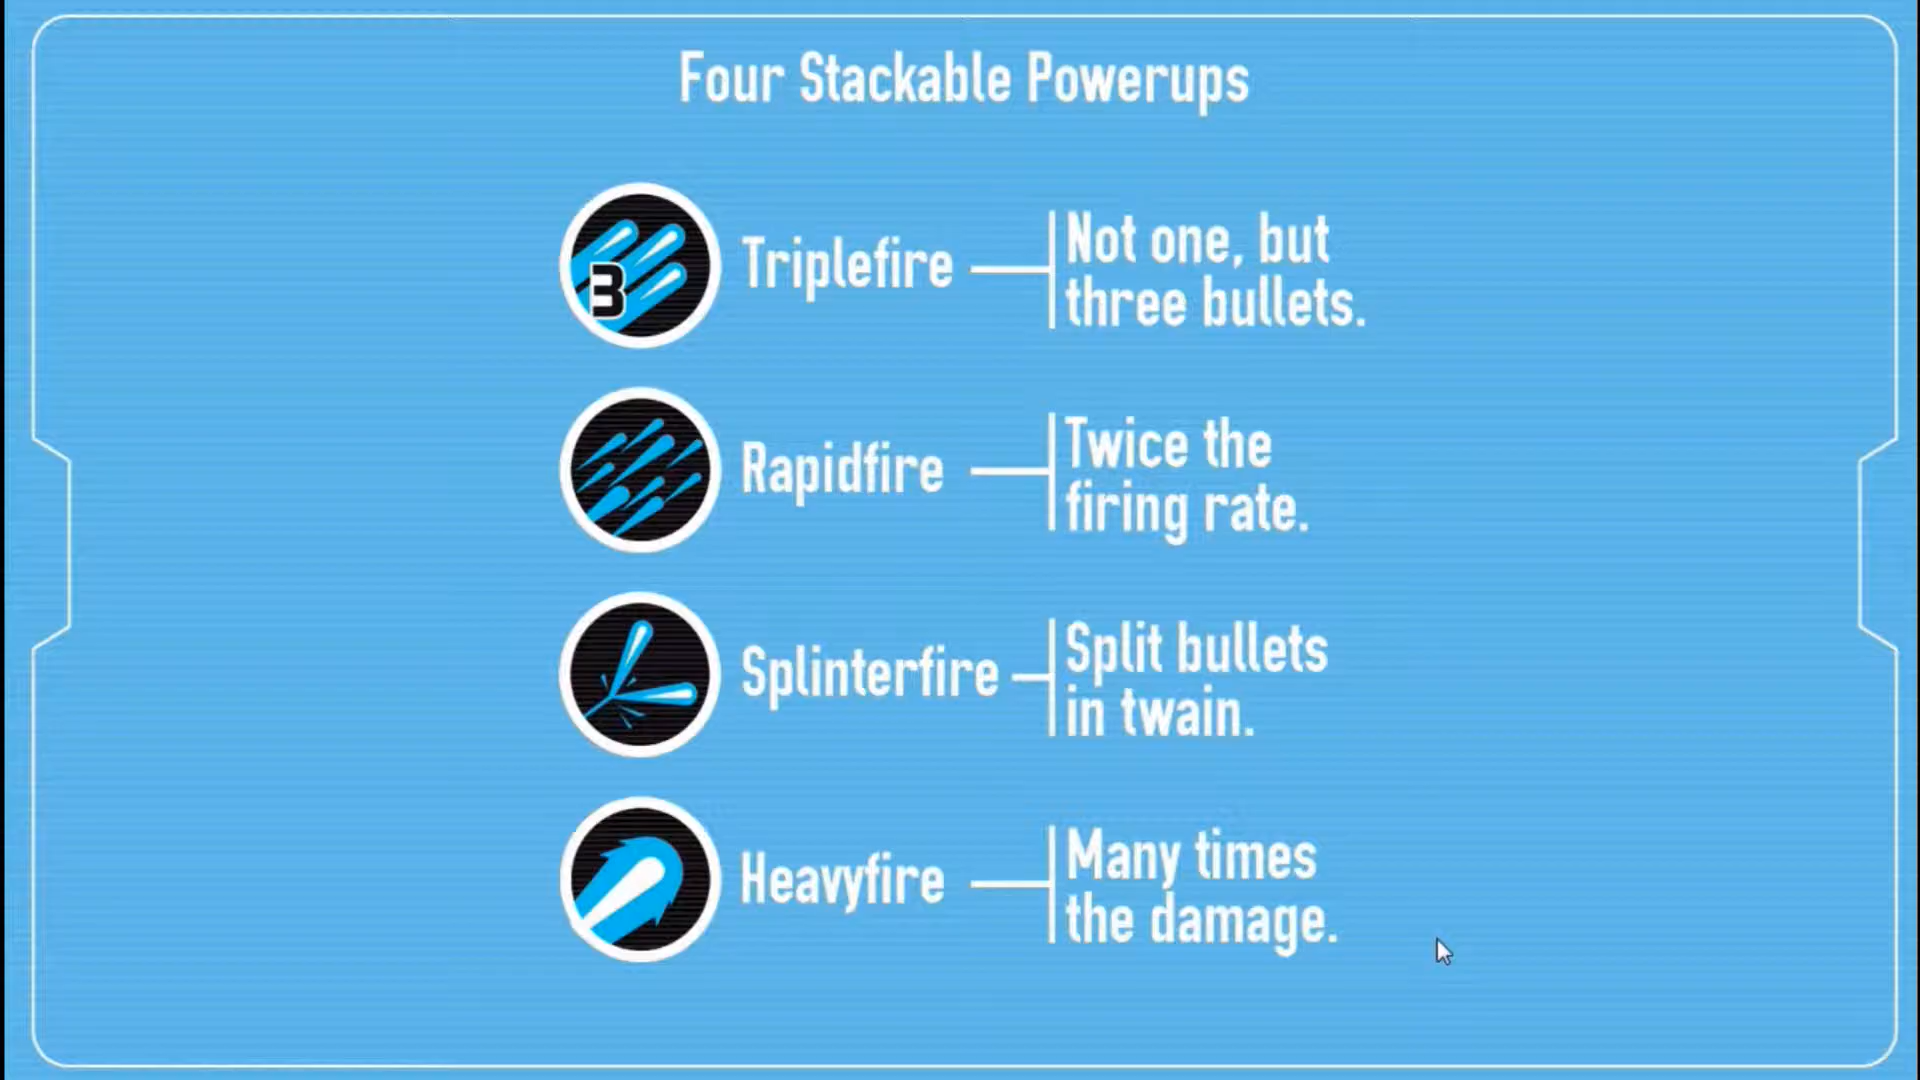 Four Stackable Powerups
3
Triplefire
Not one, but
three bullets.
Rapidfire
Twice the
firing rate.
Splinterfire
Split bullets
in twain.
Heavyfire
Many times
the damage.